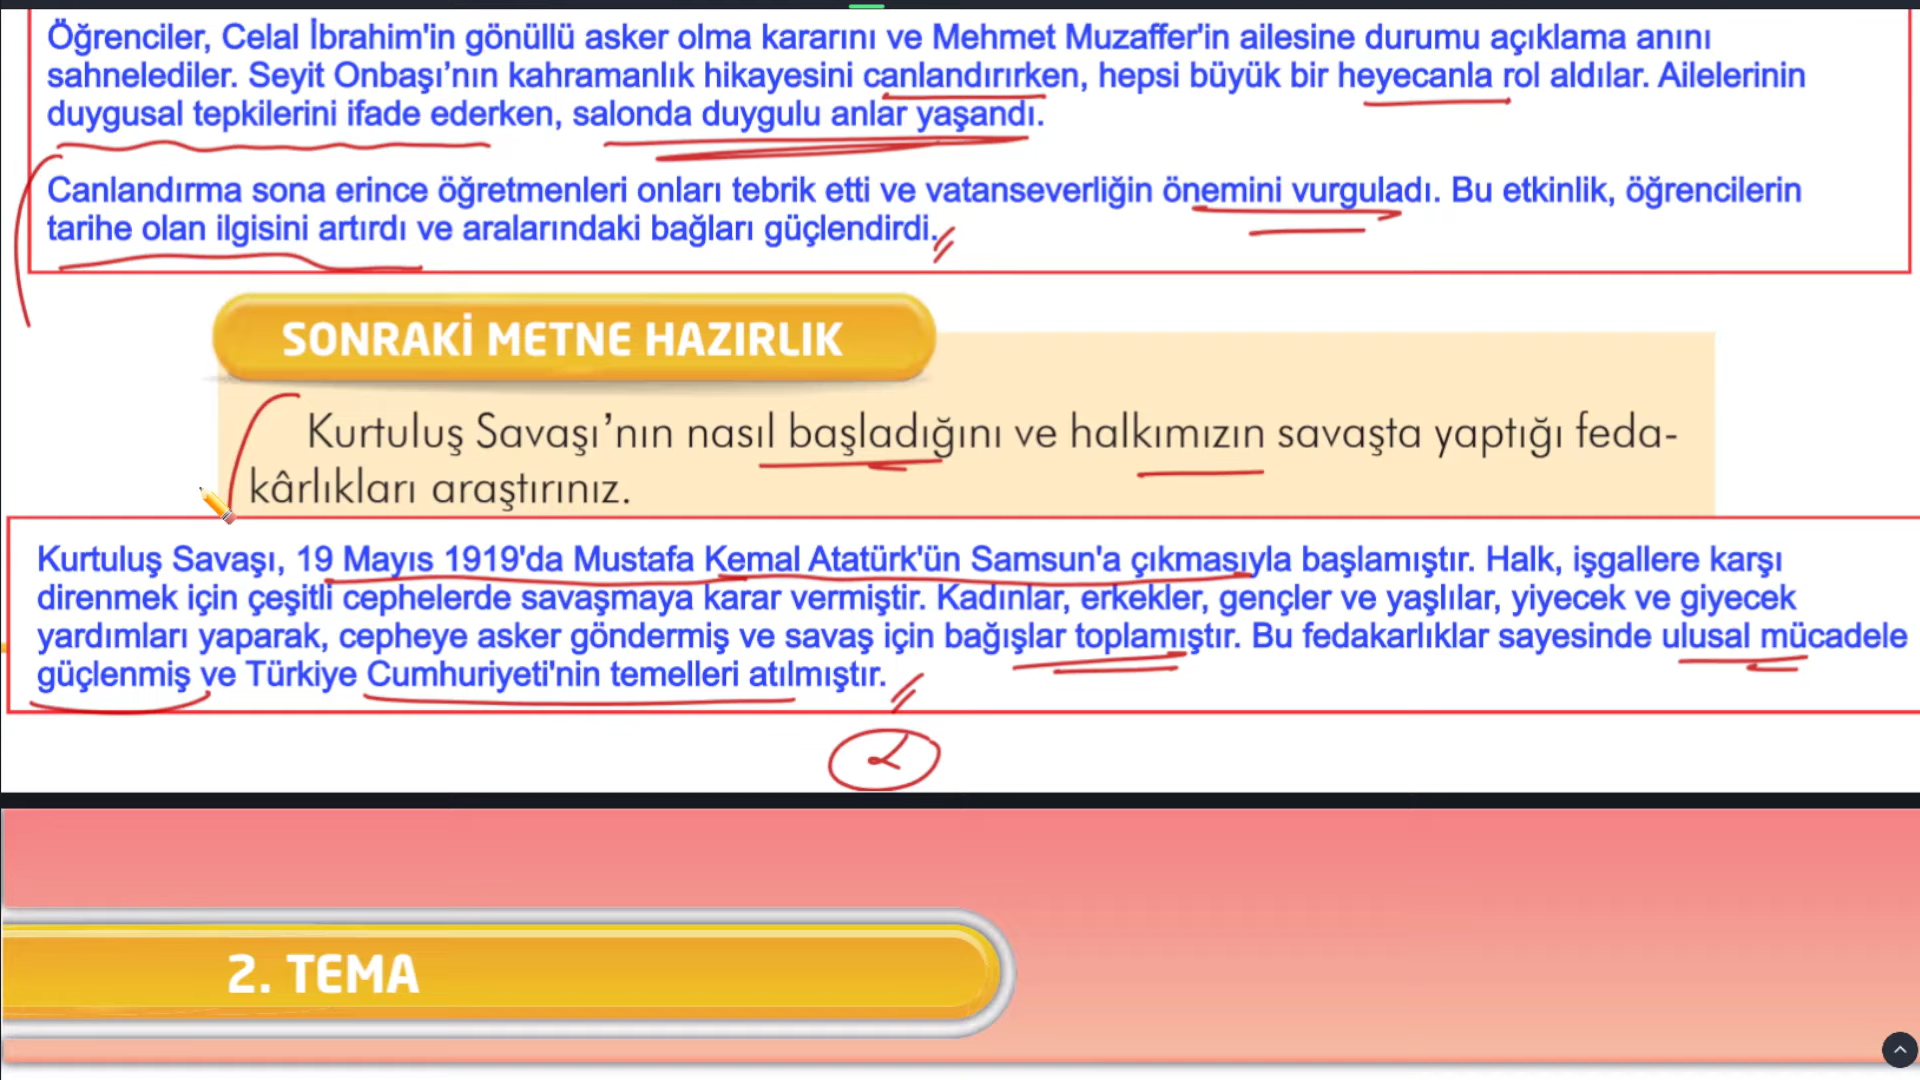 Öğrenciler, Celal İbrahim'in gönüllü asker olma kararını ve Mehmet Muzaffer'in ailesine durumu açıklama anını
sahnelediler. Seyit Onbaşı’nın kahramanlık hikayesini canlandırırken, hepsi büyük bir heyecanla rol aldılar. Ailelerinin
duygusal tepkilerini ifade ederken, salonda duygulu anlar yaşandı.
Canlandırma sona erince öğretmenleri onları tebrik etti ve vatanseverliğin önemini vurguladı. Bu etkinlik, öğrencilerin
tarihe olan ilgisini artırdı ve aralarındaki bağları güçlendirdi.
SONRAKİ METNE HAZIRLIK
Kurtuluş Savaşı’nın nasıl başladığını ve halkımızın savaşta yaptığı feda-
kârlıkları araştırınız.
Kurtuluş Savaşı, 19 Mayıs 1919'da Mustafa Kemal Atatürk'ün Samsun'a çıkmasıyla başlamıştır. Halk, işgallere karşı
direnmek için çeşitli cephelerde savaşmaya karar vermiştir. Kadınlar, erkekler, gençler ve yaşlılar, yiyecek ve giyecek
yardımları yaparak, cepheye asker göndermiş ve savaş için bağışlar toplamıştır. Bu fedakarlıklar sayesinde ulusal mücadele
güçlenmiş ve Türkiye Cumhuriyeti'nin temelleri atılmıştır.
2. TEMA